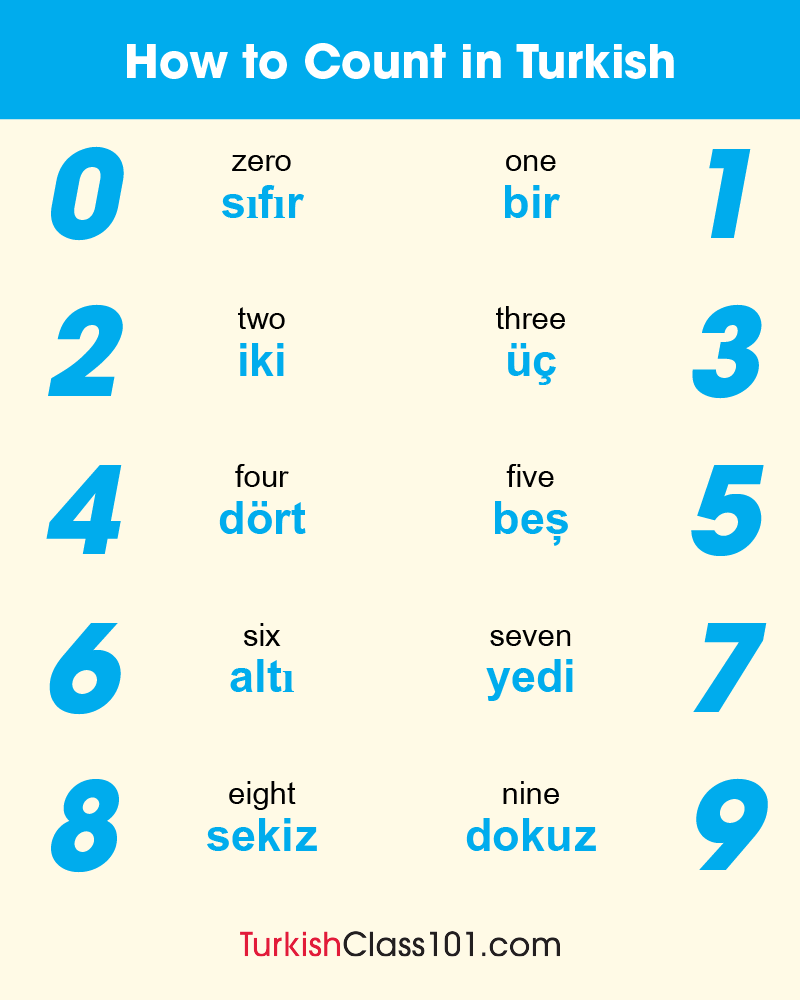 How to Count in Turkish
0 zero one 1
sıfır bir
2 two three 3
iki üç
4 four five 5
dört beş
6 six seven 7
altı yedi
8 eight nine 9
sekiz dokuz
TurkishClass101.com